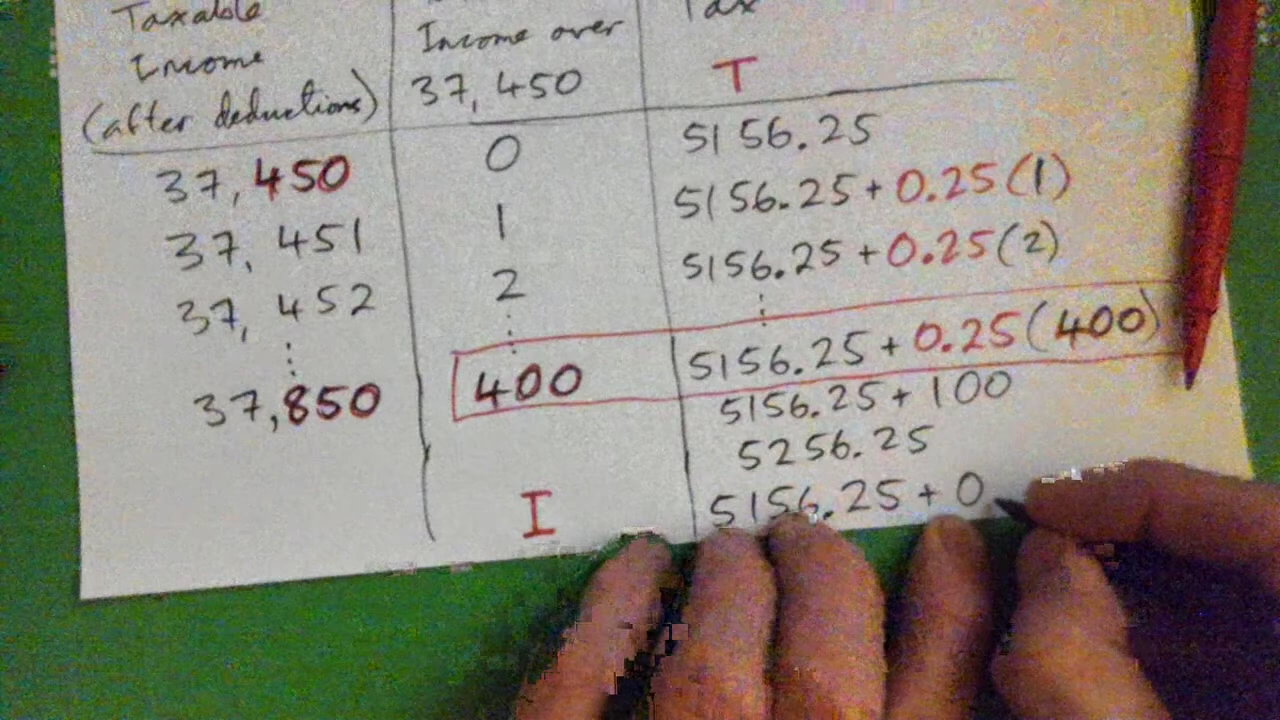 Taxable
Income
(after deductions)
Income over
37,450
Tax
T
37,450 0 5156.25
37,451 1 5156.25 + 0.25(1)
37,452 2 5156.25 + 0.25(2)
37,850 400 5156.25 + 0.25(400)
5156.25 + 100
5256.25
I 5156.25 + 0